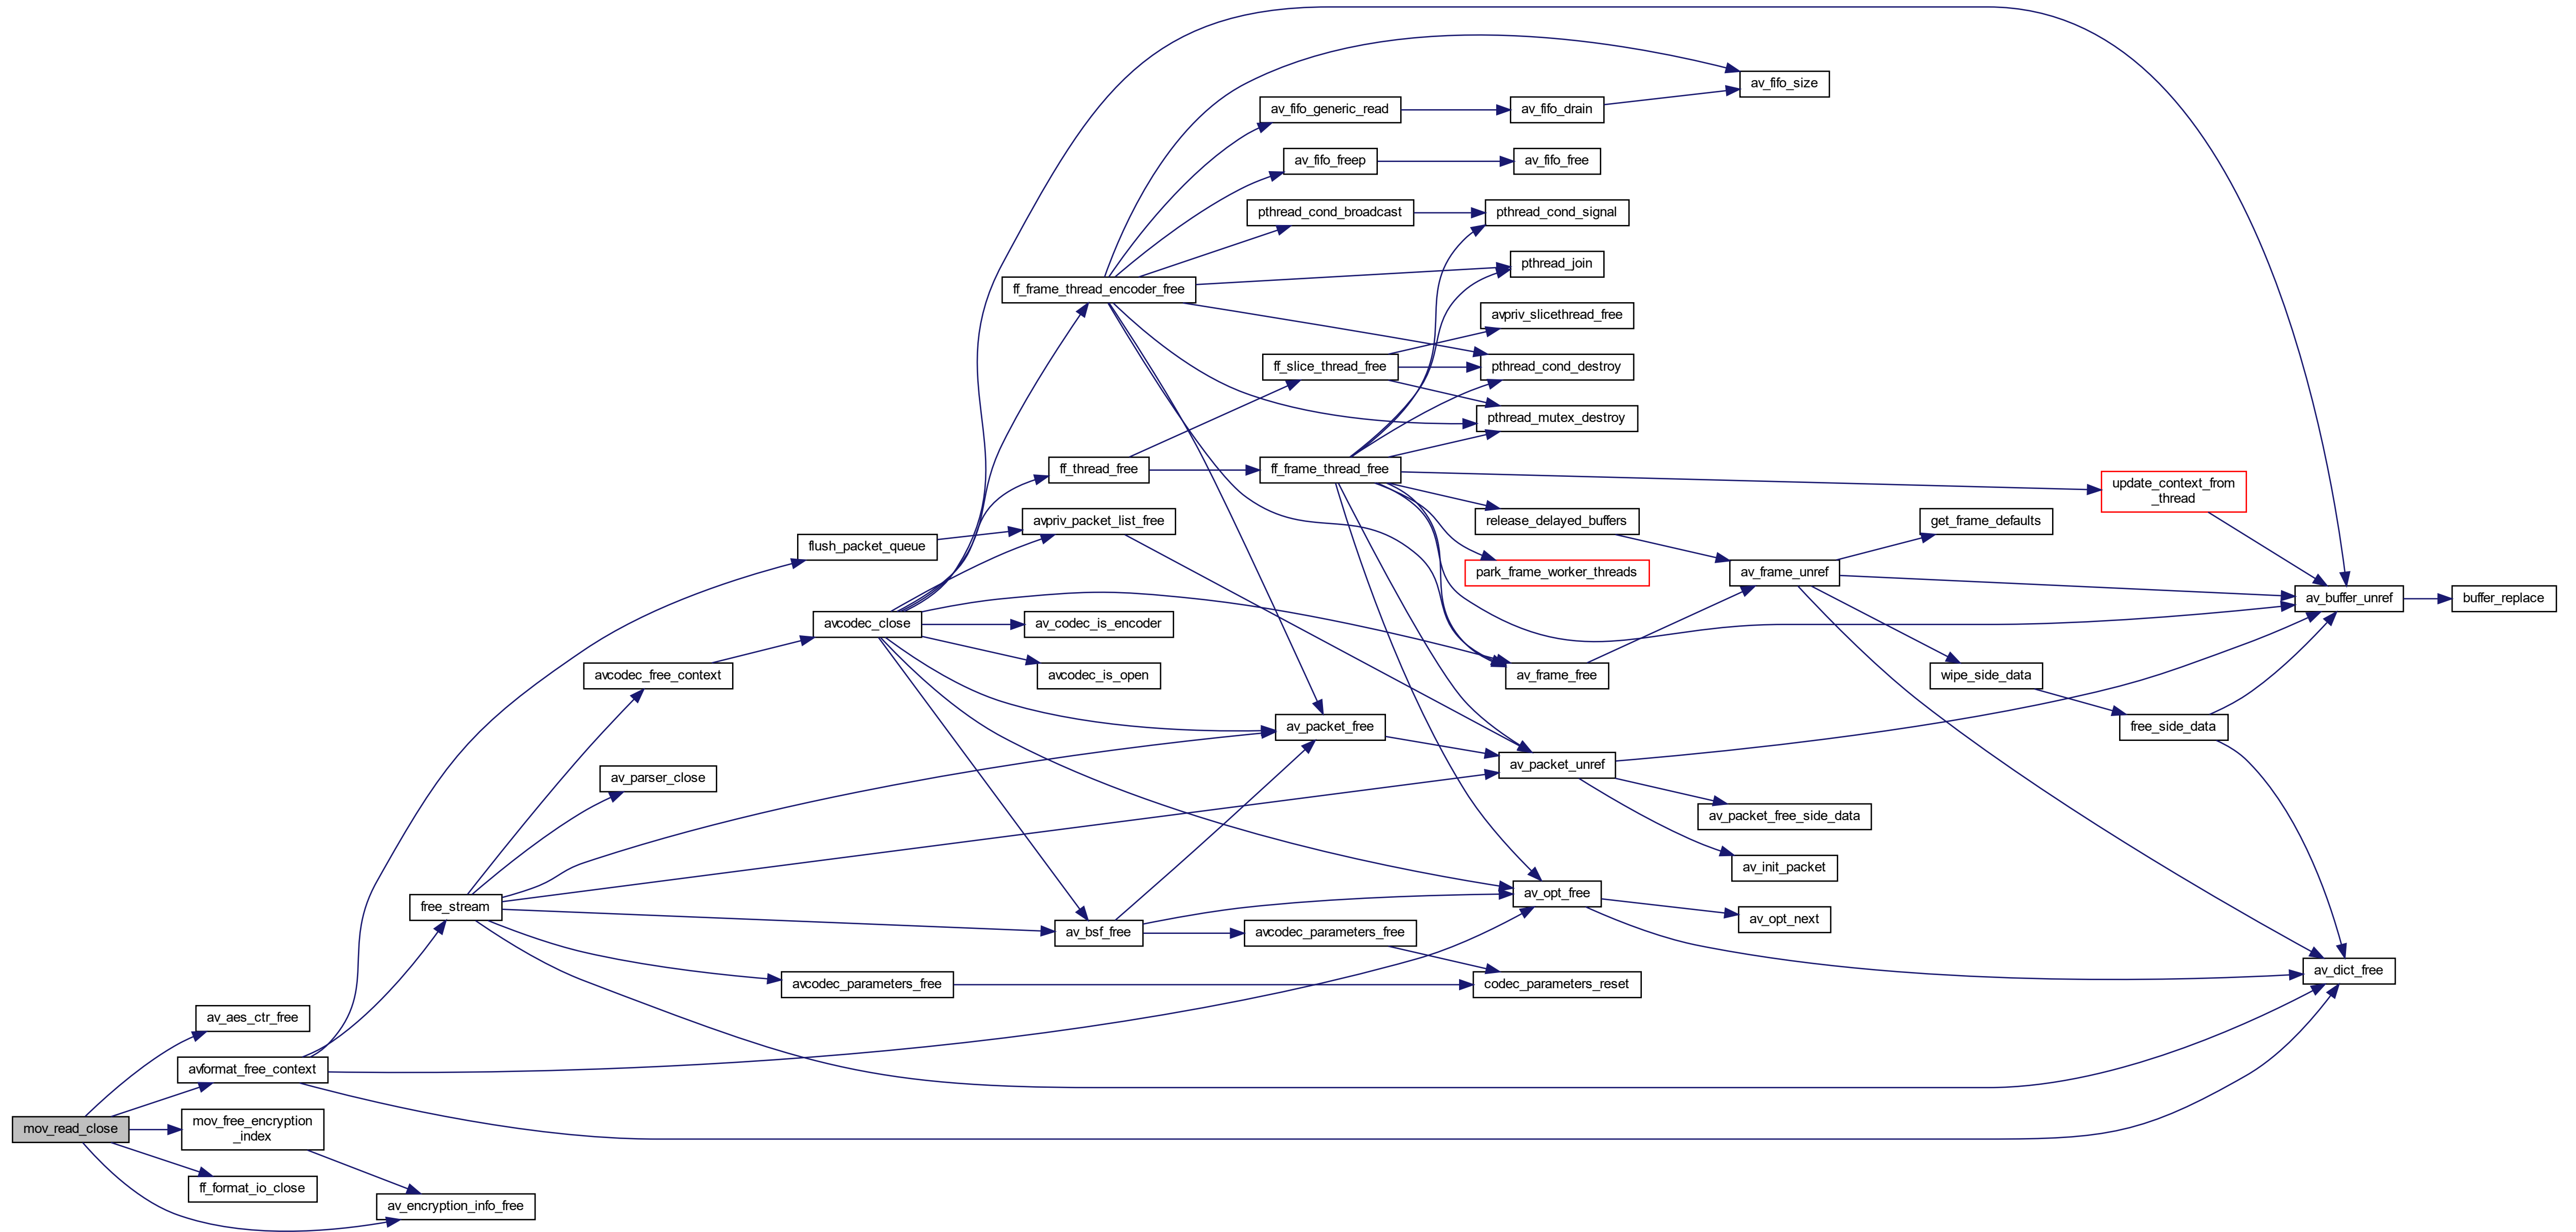 mov_read_close
av_aes_ctr_free
avformat_free_context
mov_free_encryption
_index
ff_format_io_close
av_encryption_info_free
free_stream
flush_packet_queue
avcodec_free_context
av_parser_close
avcodec_parameters_free
avcodec_close
ff_frame_thread_encoder_free
ff_thread_free
avpriv_packet_list_free
av_codec_is_encoder
avcodec_is_open
av_bsf_free
av_fifo_generic_read
av_fifo_freep
pthread_cond_broadcast
ff_slice_thread_free
ff_frame_thread_free
av_packet_free
avcodec_parameters_free
av_fifo_drain
av_fifo_free
pthread_cond_signal
pthread_join
avpriv_slicethread_free
pthread_cond_destroy
pthread_mutex_destroy
release_delayed_buffers
park_frame_worker_threads
av_frame_free
av_packet_unref
av_opt_free
codec_parameters_reset
av_fifo_size
av_frame_unref
av_packet_free_side_data
av_init_packet
av_opt_next
get_frame_defaults
wipe_side_data
update_context_from
_thread
free_side_data
av_buffer_unref
av_dict_free
buffer_replace